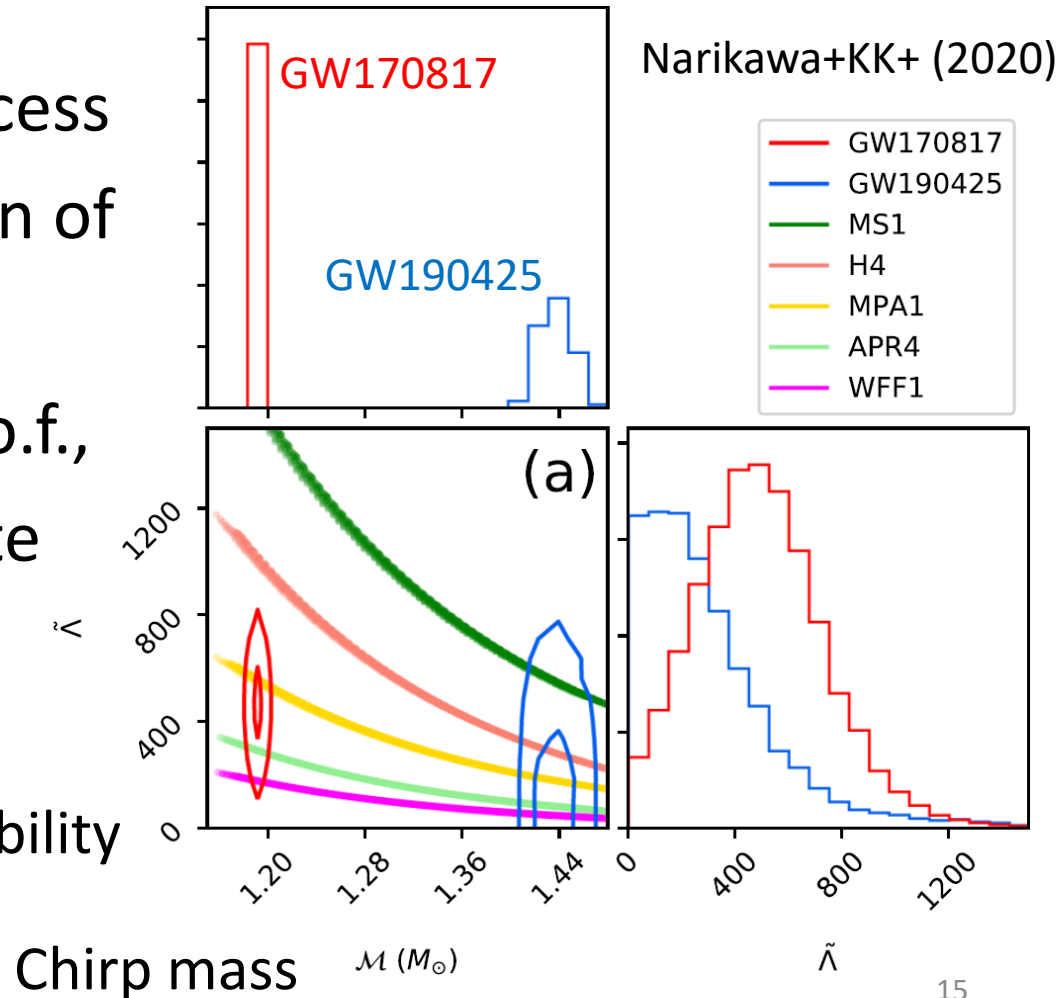 cess
n of
o.f.,
te
bility
Narikawa+KK+ (2020)
GW170817
GW190425
GW170817
GW190425
MS1
H4
MPA1
APR4
WFF1
(a)
1200
800
400
0
Λ̃
1.20
1.28
1.36
1.44
Chirp mass
ℳ (M⊙)
0
400
800
1200
Λ̃
15